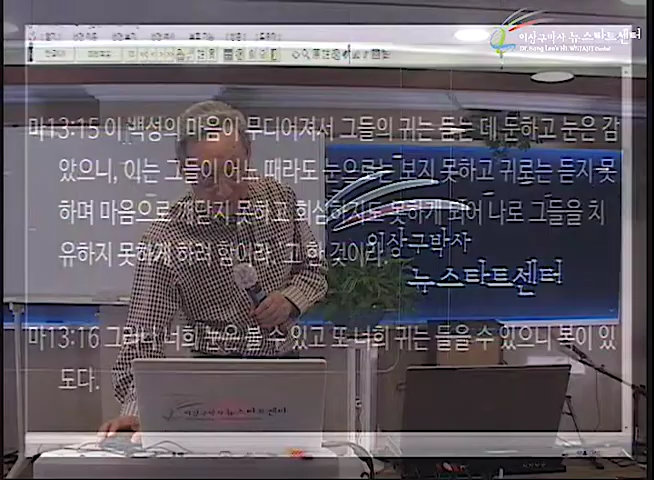 이상구박사 뉴스타트센터
마13:15 이 백성의 마음이 무디어져서 그들의 귀는 듣는 데 둔하고 눈은 감
았으니, 이는 그들이 어느 때라도 눈으로는 보지 못하고 귀로는 듣지 못
하며 마음으로 깨닫지 못하고 회심하지도 못하게 되어 나로 그들을 치
유하지 못하게 하려 함이라, 고 한 것이라.
이상구박사
뉴스타트센터
마13:16 그러나 너희 눈은 볼 수 있고 또 너희 귀는 들을 수 있으니 복이 있
도다.
이상구박사 뉴스타트센터